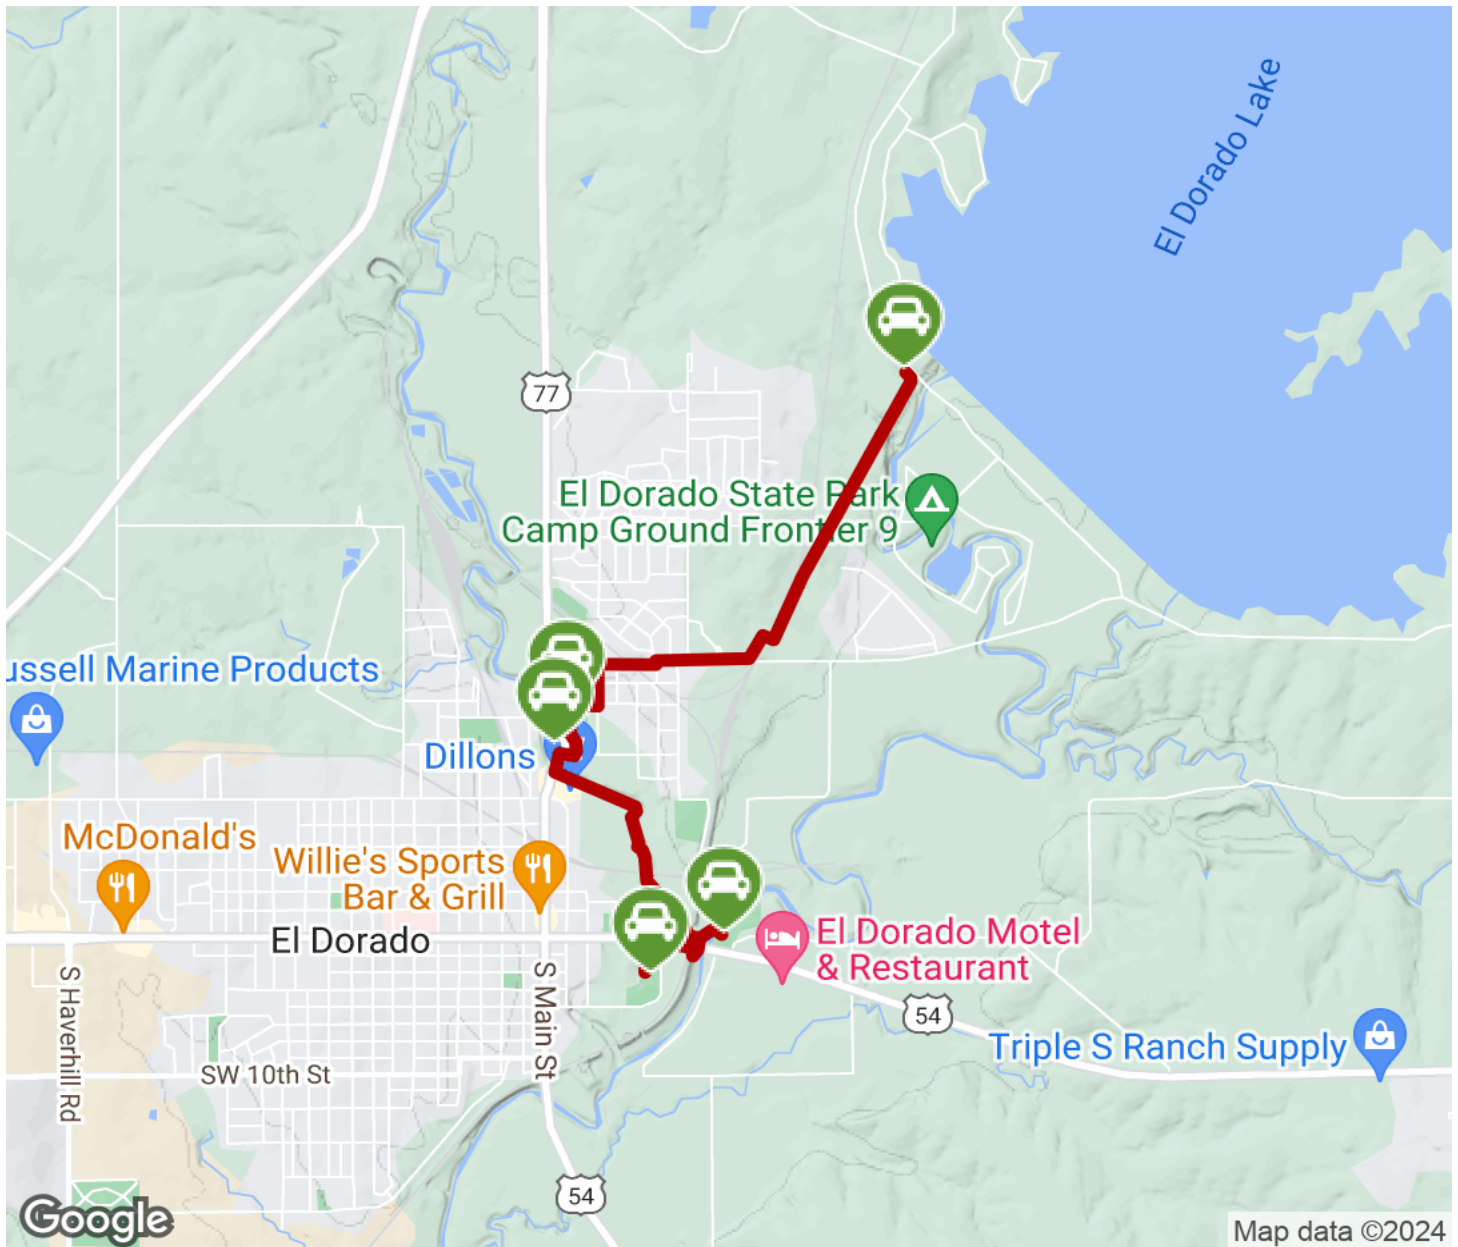 El Dorado Lake
77
El Dorado State Park
Camp Ground Frontier 9
ussell Marine Products
Dillons
McDonald's
Willie's Sports
Bar & Grill
El Dorado
El Dorado Motel
& Restaurant
S Haverhill Rd
S Main St
54
Triple S Ranch Supply
SW 10th St
54
Google
Map data ©2024